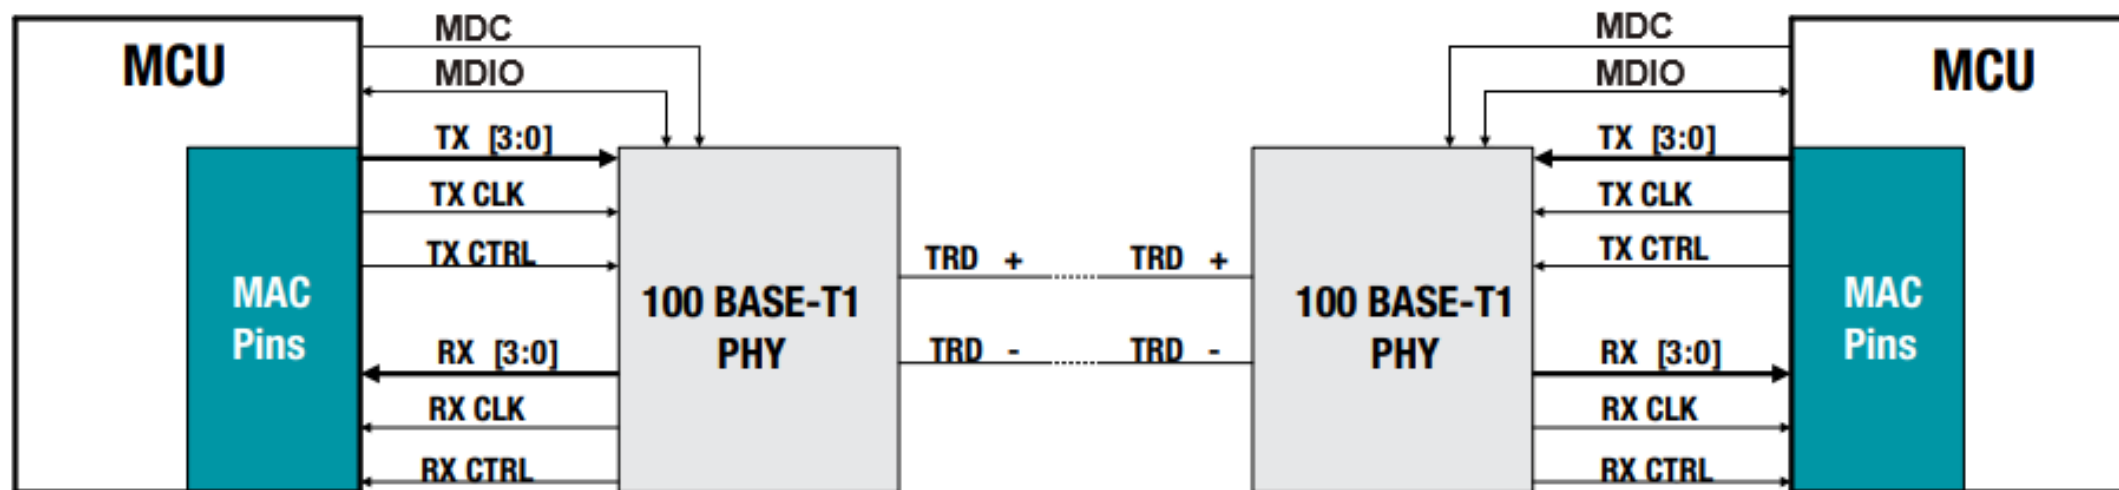 MCU
MDC
MDIO
TX [3:0]
TX CLK
TX CTRL
MAC
Pins
RX [3:0]
RX CLK
RX CTRL
100 BASE-T1
PHY
TRD +
TRD -
TRD +
TRD -
100 BASE-T1
PHY
MDC
MDIO
TX [3:0]
TX CLK
TX CTRL
RX [3:0]
RX CLK
RX CTRL
MCU
MAC
Pins